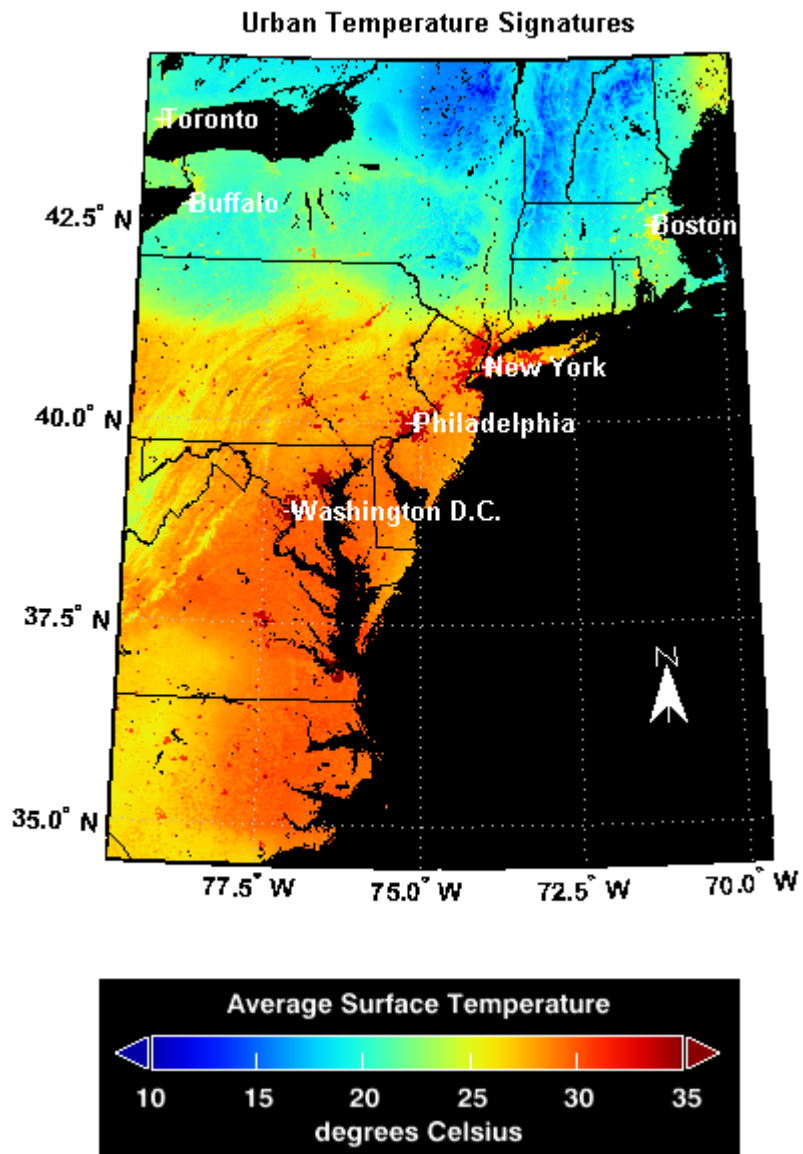 Urban Temperature Signatures
Toronto
Buffalo
42.5° N
Boston
New York
40.0° N
Philadelphia
Washington D.C.
37.5° N
N
35.0° N
77.5° W
75.0° W
72.5° W
70.0° W
Average Surface Temperature
10 15 20 25 30 35
degrees Celsius